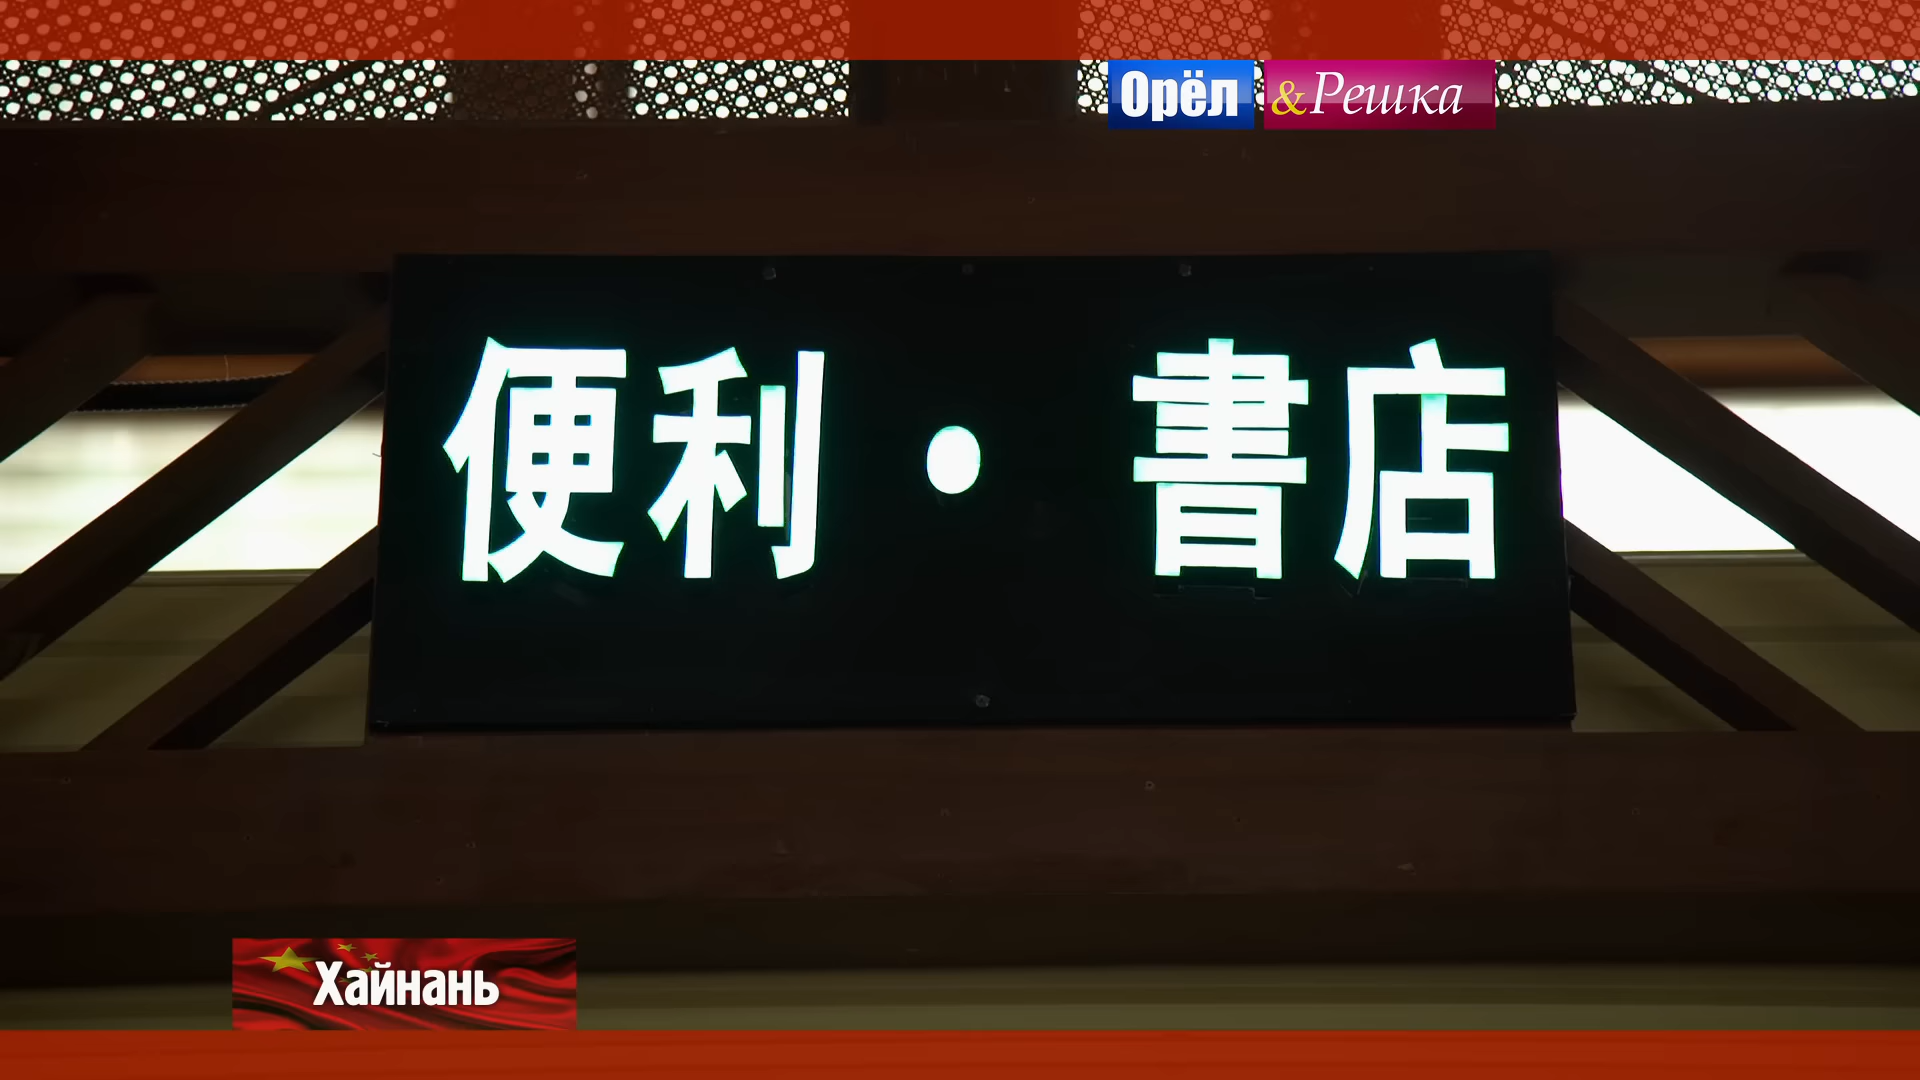 Орёл &Решка
便利・書店
Хайнань